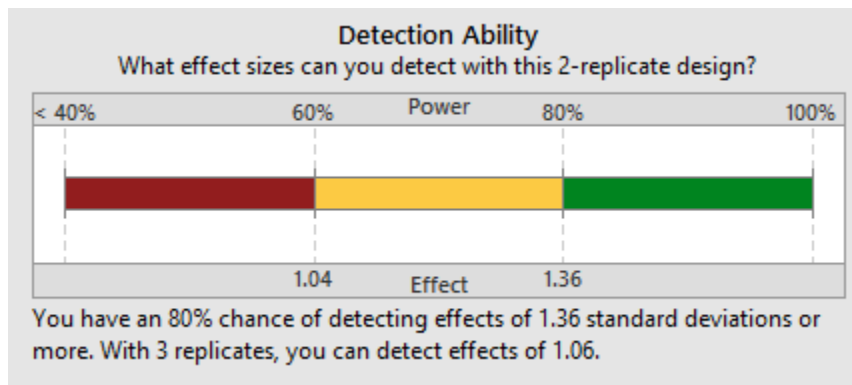 Detection Ability
What effect sizes can you detect with this 2-replicate design?
< 40% 60% Power 80% 100%
1.04 Effect 1.36
You have an 80% chance of detecting effects of 1.36 standard deviations or
more. With 3 replicates, you can detect effects of 1.06.